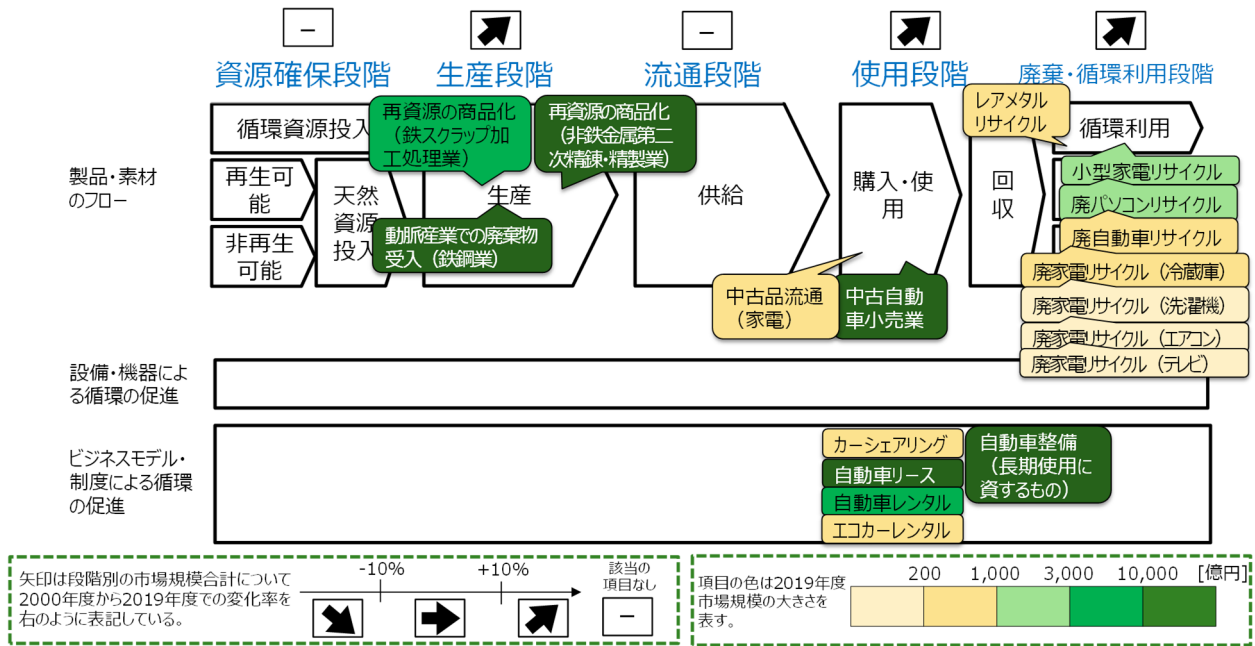 －
－
資源確保段階
生産段階
流通段階
使用段階
廃棄・循環利用段階
製品・素材
のフロー
循環資源投入
再生可
能
非再生
可能
天然
資源
投入
再資源の商品化
（鉄スクラップ加
工処理業）
再資源の商品化
（非鉄金属第二
次精錬・精製業）
生産
動脈産業での廃棄物
受入（鉄鋼業）
供給
購入・使
用
中古品流通
（家電）
中古自動
車小売業
回
収
レアメタル
リサイクル
循環利用
小型家電リサイクル
廃パソコンリサイクル
廃自動車リサイクル
廃家電リサイクル（冷蔵庫）
廃家電リサイクル（洗濯機）
廃家電リサイクル（エアコン）
廃家電リサイクル（テレビ）
設備・機器によ
る循環の促進
ビジネスモデル・
制度による循環
の促進
カーシェアリング
自動車リース
自動車レンタル
エコカーレンタル
自動車整備
（長期使用に
資するもの）
矢印は段階別の市場規模合計について
2000年度から2019年度での変化率を
右のように表記している。
-10%
+10%
該当の
項目なし
－
項目の色は2019年度
市場規模の大きさを
表す。
200
1,000
3,000
10,000
[億円]